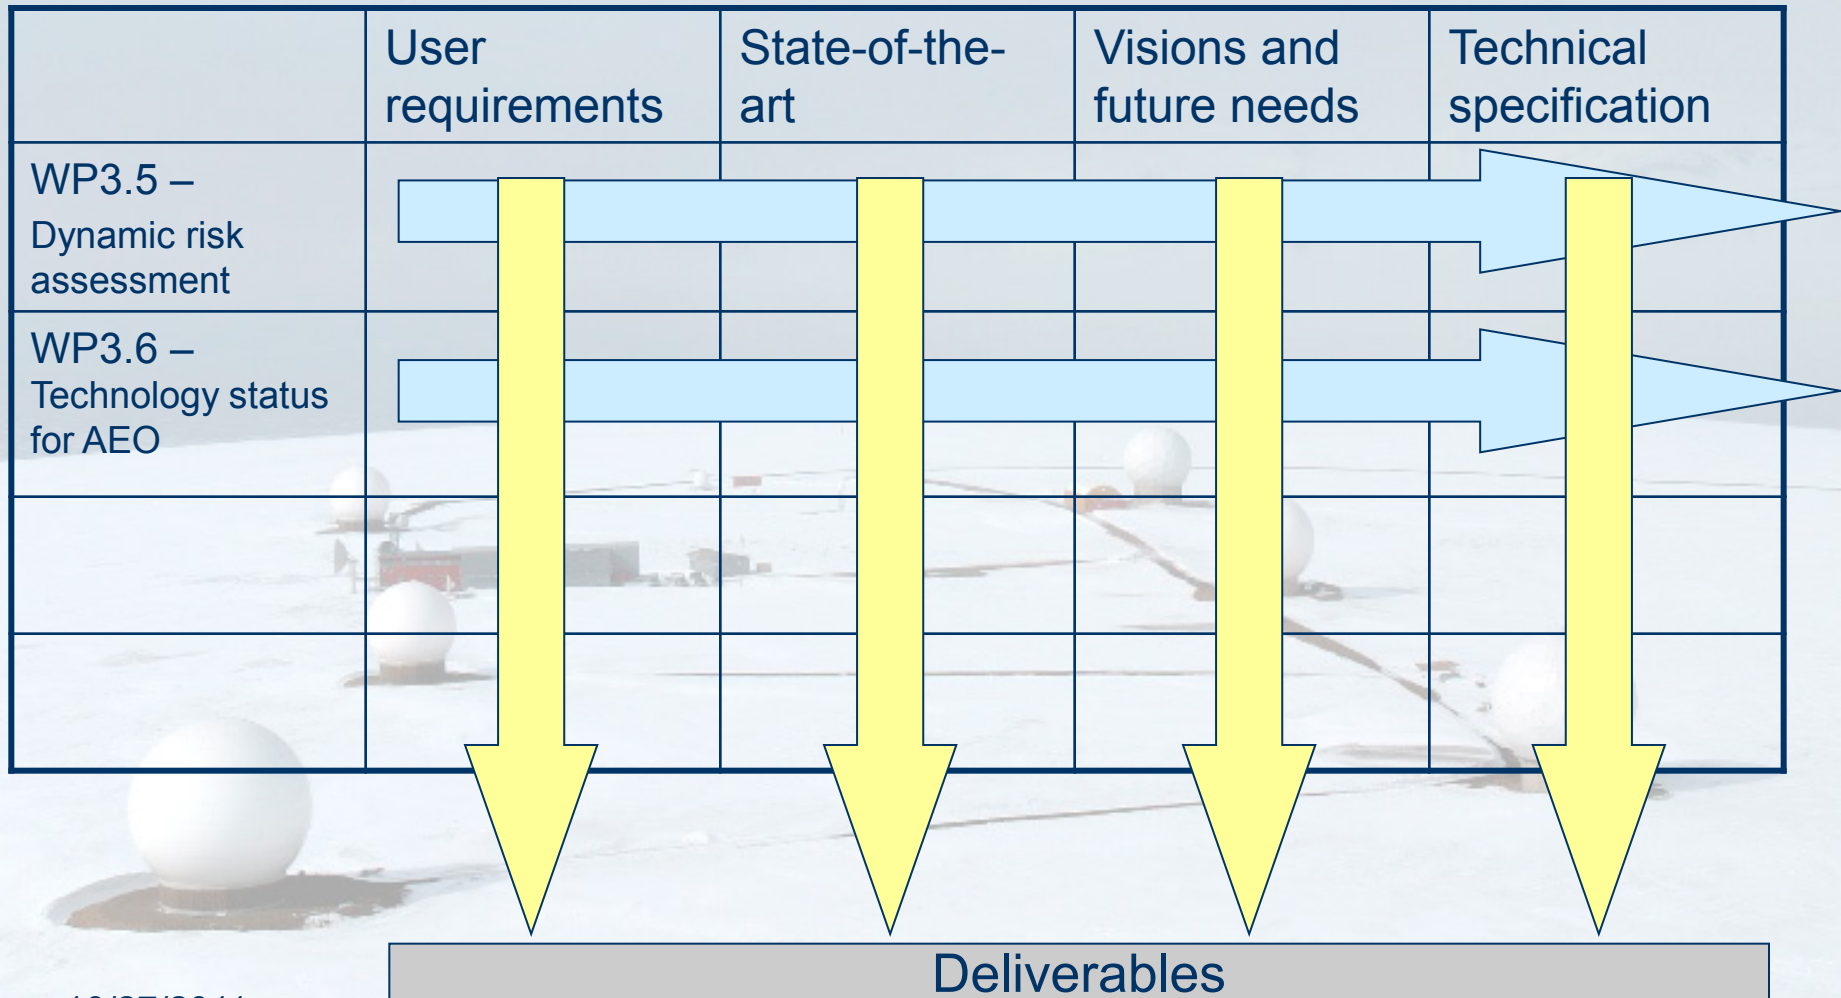 User
requirements
State-of-the-
art
Visions and
future needs
Technical
specification
WP3.5 –
Dynamic risk
assessment
WP3.6 –
Technology status
for AEO
Deliverables